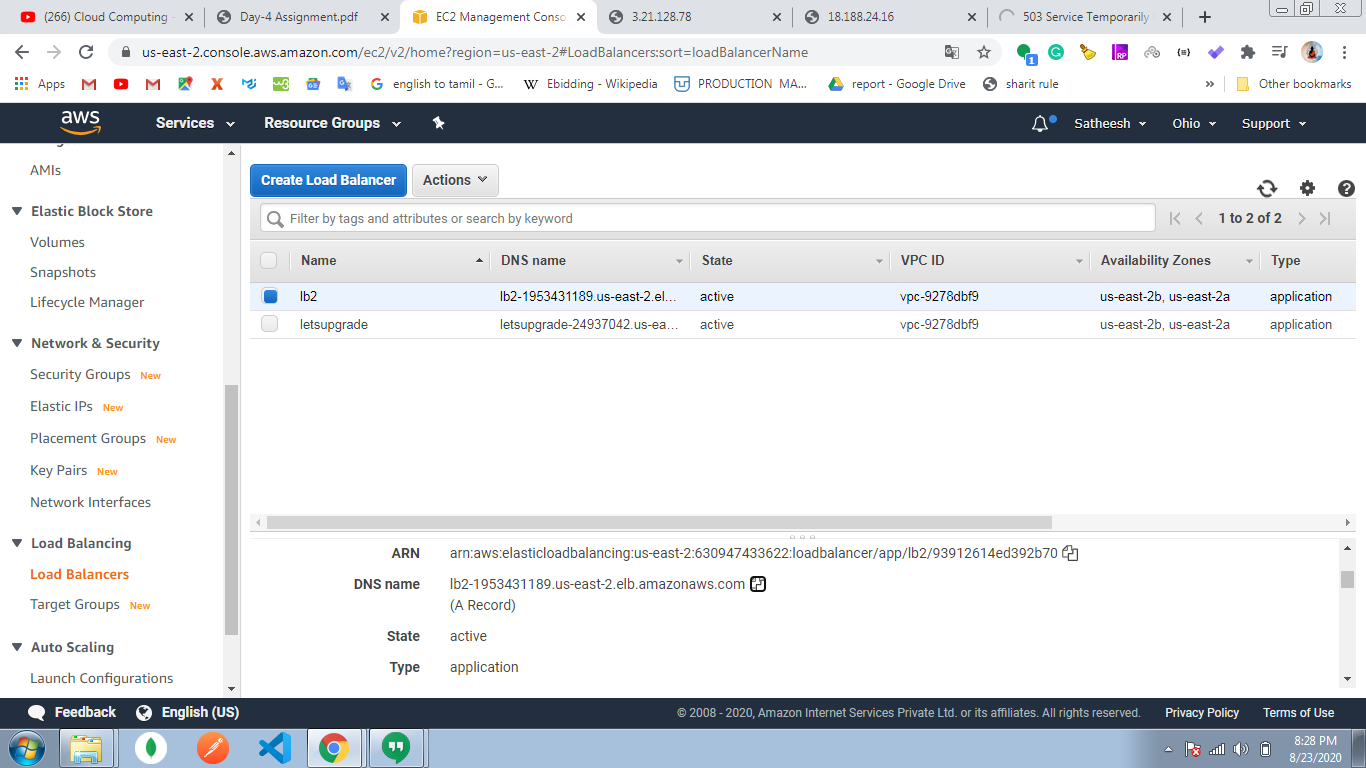 (266) Cloud Computing -
Day-4 Assignment.pdf
EC2 Management Conso
3.21.128.78
18.188.24.16
503 Service Temporarily
us-east-2.console.aws.amazon.com/ec2/v2/home?region=us-east-2#LoadBalancers:sort=loadBalancerName
Apps
english to tamil - G...
Ebidding - Wikipedia
PRODUCTION MA...
report - Google Drive
sharit rule
»
Other bookmarks
aws
Services
Resource Groups
Satheesh
Ohio
Support
AMIs
Elastic Block Store
Volumes
Snapshots
Lifecycle Manager
Network & Security
Security Groups New
Elastic IPs New
Placement Groups New
Key Pairs New
Network Interfaces
Load Balancing
Load Balancers
Target Groups New
Auto Scaling
Launch Configurations
Create Load Balancer
Actions
Filter by tags and attributes or search by keyword
1 to 2 of 2
Name DNS name State VPC ID Availability Zones Type
lb2 lb2-1953431189.us-east-2.el... active vpc-9278dbf9 us-east-2b, us-east-2a application
letsupgrade letsupgrade-24937042.us-ea... active vpc-9278dbf9 us-east-2b, us-east-2a application
ARN arn:aws:elasticloadbalancing:us-east-2:630947433622:loadbalancer/app/lb2/93912614ed392b70
DNS name lb2-1953431189.us-east-2.elb.amazonaws.com
(A Record)
State active
Type application
Feedback
English (US)
© 2008 - 2020, Amazon Internet Services Private Ltd. or its affiliates. All rights reserved.
Privacy Policy
Terms of Use
8:28 PM
8/23/2020